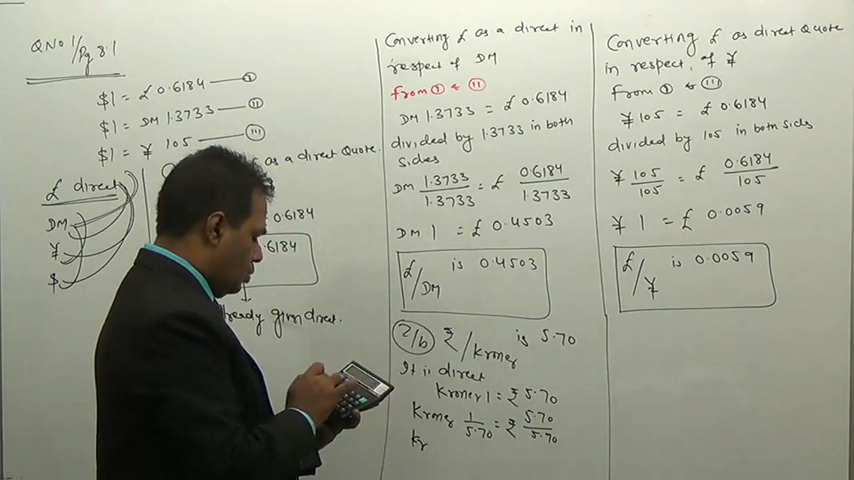 QNo 1/Pg 8.1
$1 = £ 0.6184 — I
$1 = DM 1.3733 — II
$1 = ¥ 105 — III
as a direct Quote.
£ direct
DM
¥
$
0.6184
.6184
already given direct.
Converting £ as a direct in
respect of DM
From I & II
DM 1.3733 = £ 0.6184
divided by 1.3733 in both
sides
DM 1.3733/1.3733 = £ 0.6184/1.3733
DM 1 = £ 0.4503
£/DM is 0.4503
2/b ₹/Kroner is 5.70
It is direct
Kroner 1 = ₹ 5.70
Kroner 1/5.70 = ₹ 5.70/5.70
Kr
Converting £ as direct Quote
in respect of ¥
From I & III
¥ 105 = £ 0.6184
divided by 105 in both sids
¥ 105/105 = £ 0.6184/105
¥ 1 = £ 0.0059
£/¥ is 0.0059